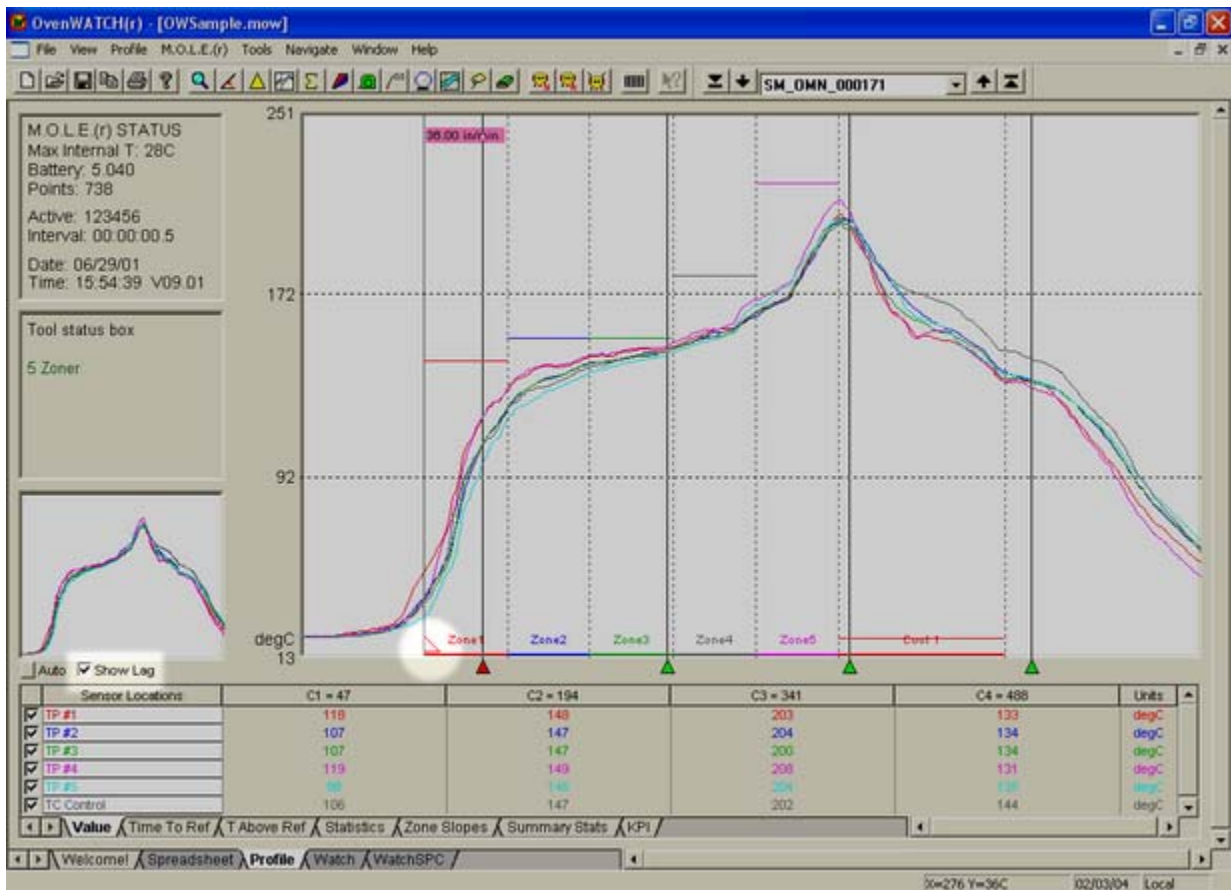 OvenWATCH(r) - [OWSample.mow]
File View Profile M.O.L.E.(r) Tools Navigate Window Help
SM_OMN_000171
M.O.L.E.(r) STATUS
Max Internal T: 28C
Battery: 5.040
Points: 738
Active: 123456
Interval: 00:00:00.5
Date: 06/29/01
Time: 15:54:39 V09.01
Tool status box
5 Zoner
251
36.00 in/min
172
92
degC
13
Zone1 Zone2 Zone3 Zone4 Zone5 Cool 1
Auto Show Lag
Sensor Locations C1 = 47 C2 = 194 C3 = 341 C4 = 488 Units
TP #1 118 148 203 133 degC
TP #2 107 147 204 134 degC
TP #3 107 147 200 134 degC
TP #4 119 149 208 131 degC
TP #5 degC
TC Control 106 147 202 144 degC
Value Time To Ref T Above Ref Statistics Zone Slopes Summary Stats KPI
Welcome! Spreadsheet Profile Watch WatchSPC
X=276 Y=36C 02/03/04 Local